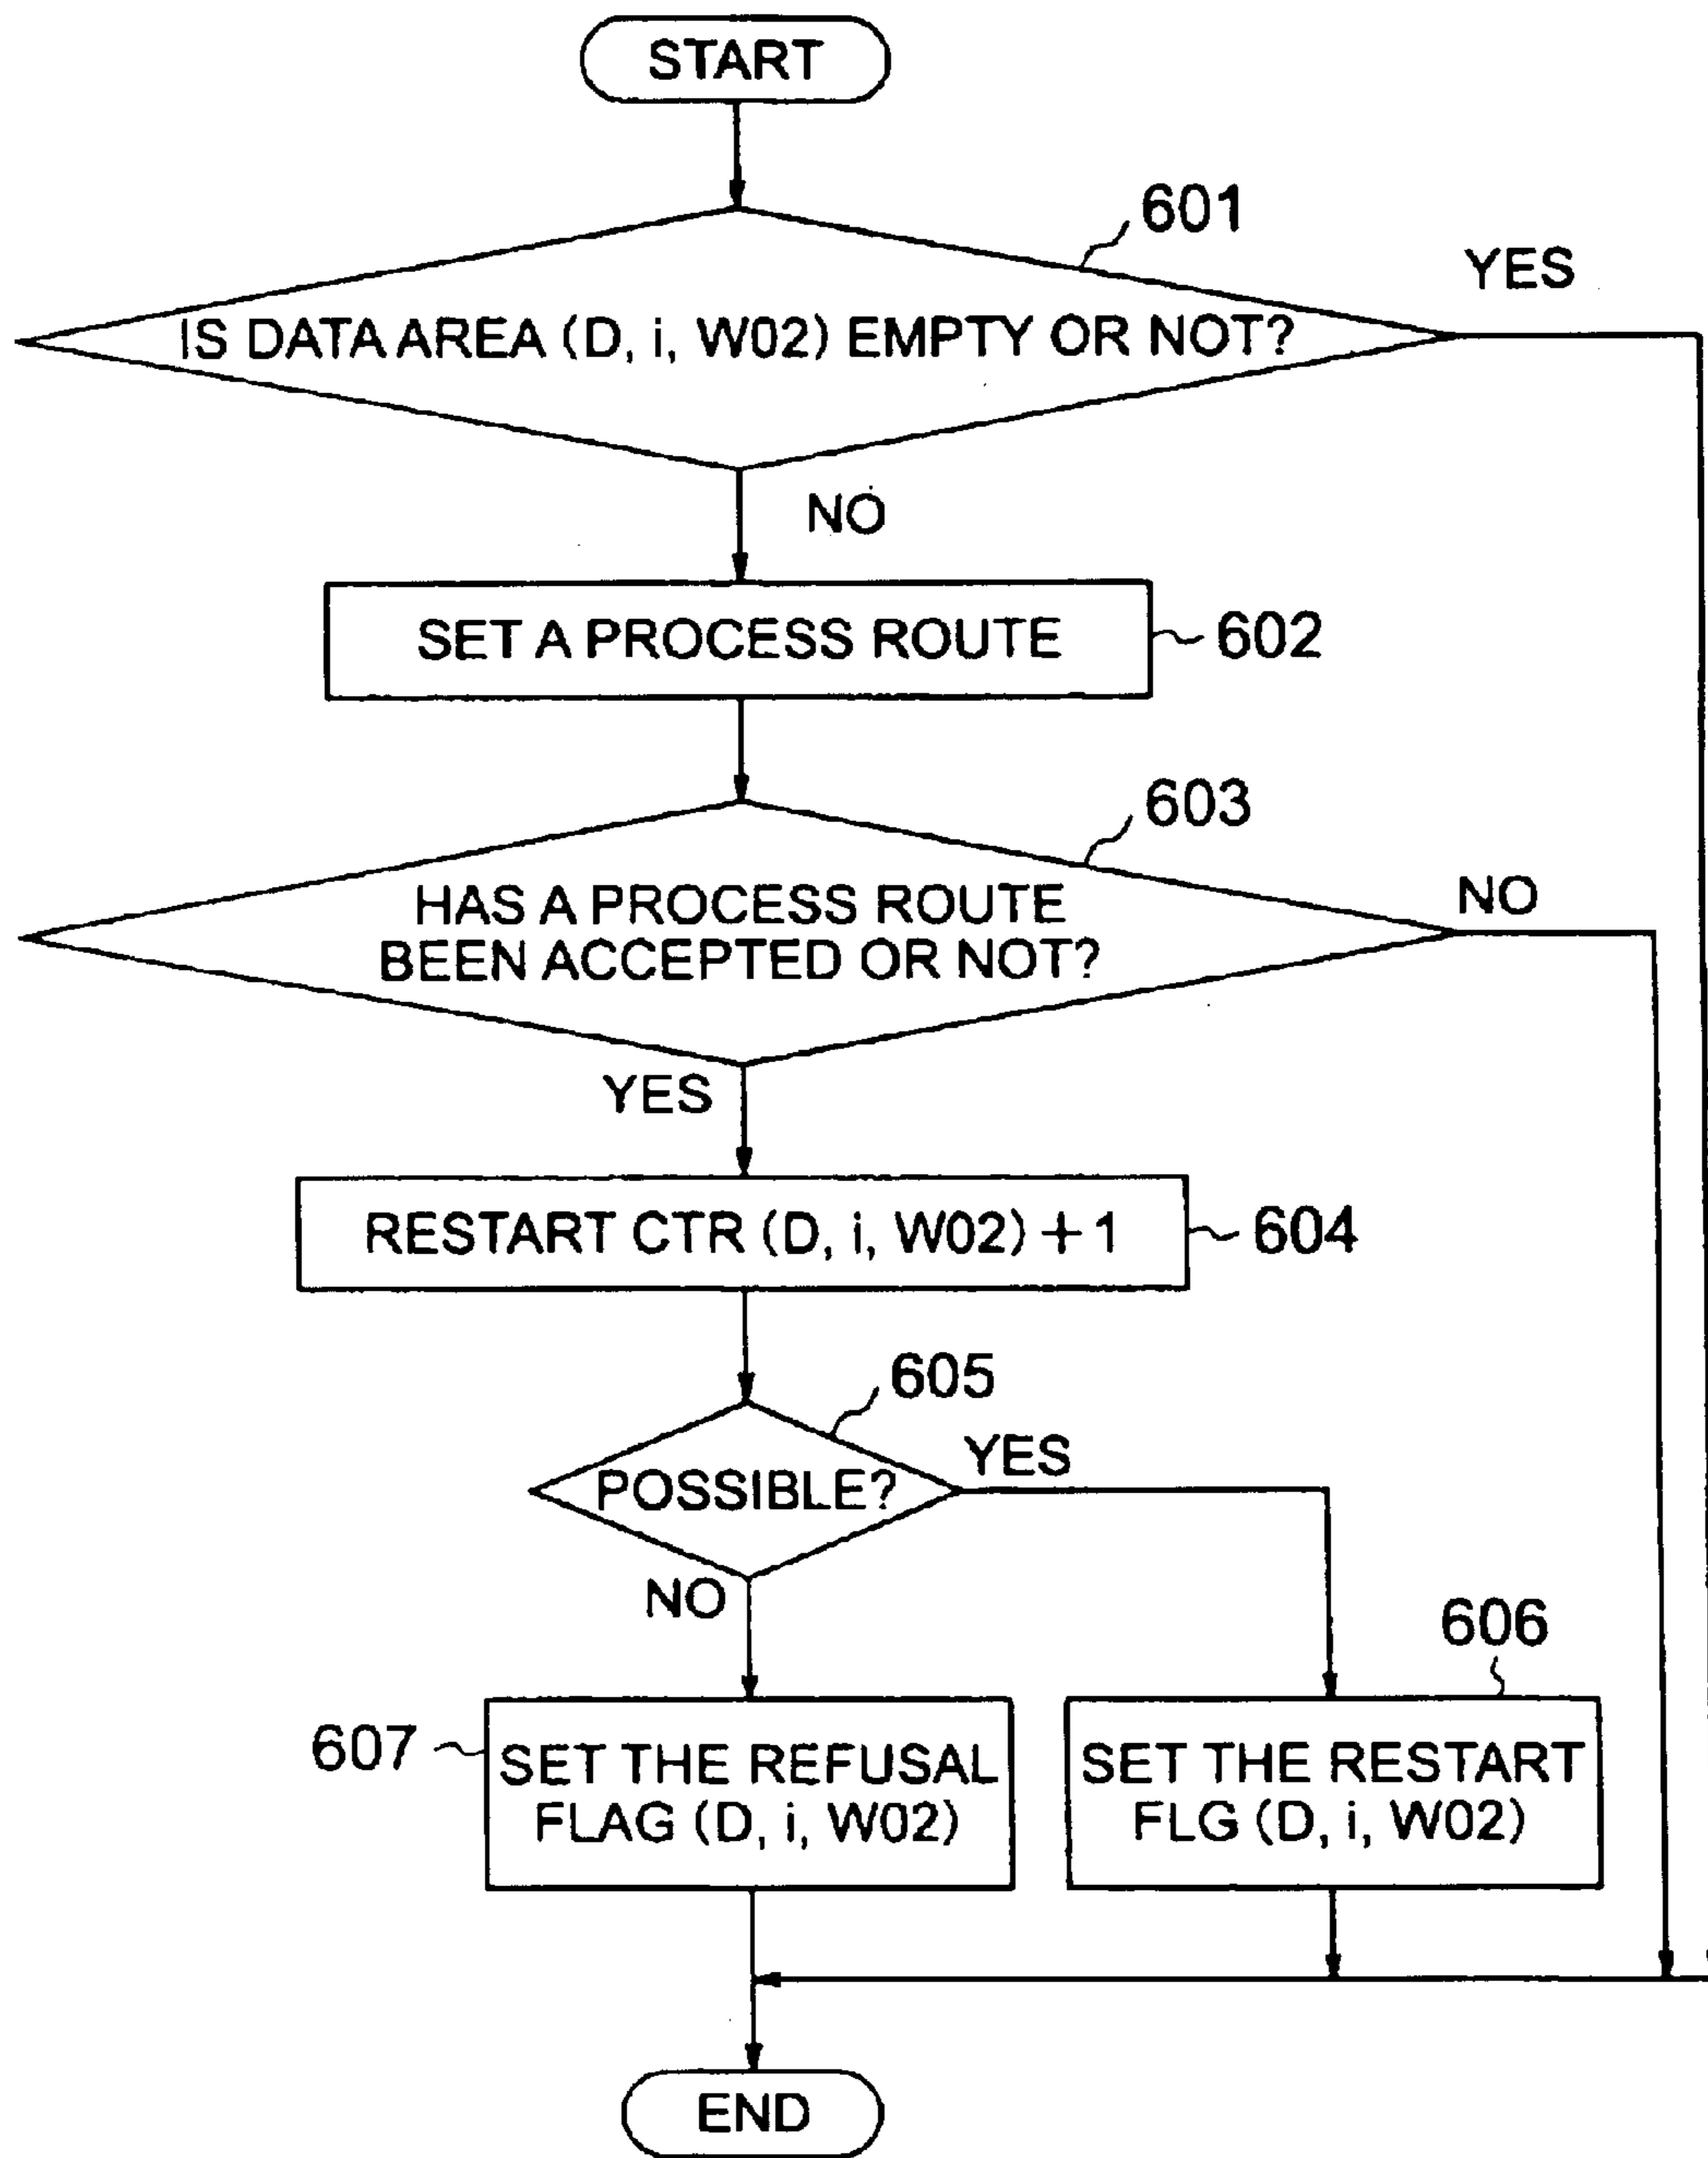 START
601
YES
IS DATA AREA (D, i, W02) EMPTY OR NOT?
NO
SET A PROCESS ROUTE
602
603
HAS A PROCESS ROUTE
NO
BEEN ACCEPTED OR NOT?
YES
RESTART CTR (D, i, W02) +1
604
605
YES
POSSIBLE?
NO
606
607
SET THE REFUSAL
FLAG (D, i, W02)
SET THE RESTART
FLG (D, i, W02)
END